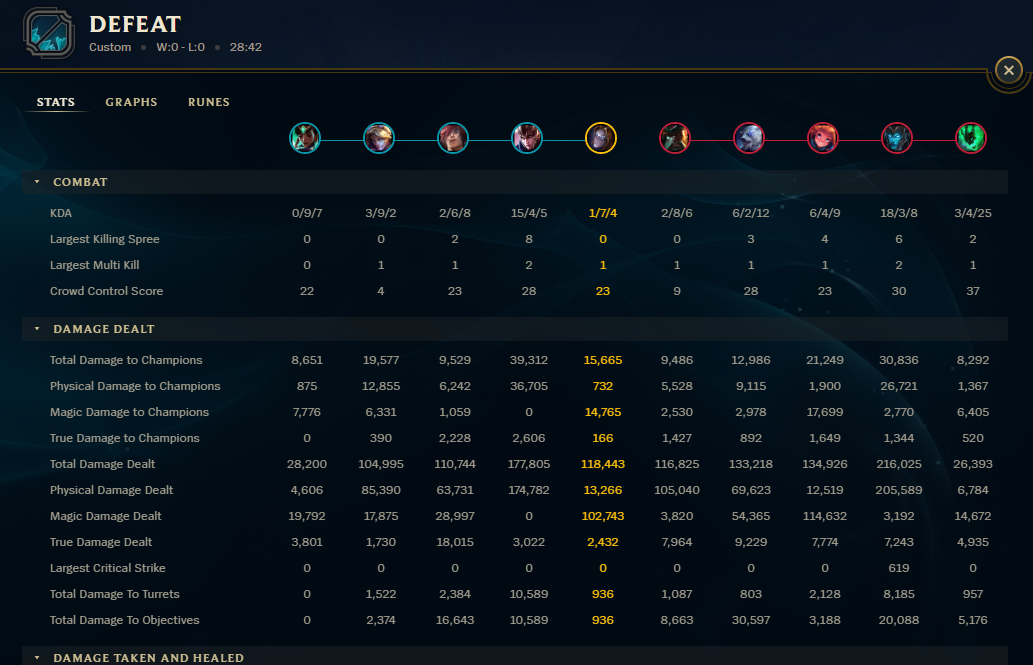 DEFEAT
Custom • W:0 - L:0 • 28:42
STATS GRAPHS RUNES
COMBAT
KDA 0/9/7 3/9/2 2/6/8 15/4/5 1/7/4 2/8/6 6/2/12 6/4/9 18/3/8 3/4/25
Largest Killing Spree 0 0 2 8 0 0 3 4 6 2
Largest Multi Kill 0 1 1 2 1 1 1 1 2 1
Crowd Control Score 22 4 23 28 23 9 28 23 30 37
DAMAGE DEALT
Total Damage to Champions 8,651 19,577 9,529 39,312 15,665 9,486 12,986 21,249 30,836 8,292
Physical Damage to Champions 875 12,855 6,242 36,705 732 5,528 9,115 1,900 26,721 1,367
Magic Damage to Champions 7,776 6,331 1,059 0 14,765 2,530 2,978 17,699 2,770 6,405
True Damage to Champions 0 390 2,228 2,606 166 1,427 892 1,649 1,344 520
Total Damage Dealt 28,200 104,995 110,744 177,805 118,443 116,825 133,218 134,926 216,025 26,393
Physical Damage Dealt 4,606 85,390 63,731 174,782 13,266 105,040 69,623 12,519 205,589 6,784
Magic Damage Dealt 19,792 17,875 28,997 0 102,743 3,820 54,365 114,632 3,192 14,672
True Damage Dealt 3,801 1,730 18,015 3,022 2,432 7,964 9,229 7,774 7,243 4,935
Largest Critical Strike 0 0 0 0 0 0 0 0 619 0
Total Damage To Turrets 0 1,522 2,384 10,589 936 1,087 803 2,128 8,185 957
Total Damage To Objectives 0 2,374 16,643 10,589 936 8,663 30,597 3,188 20,088 5,176
DAMAGE TAKEN AND HEALED